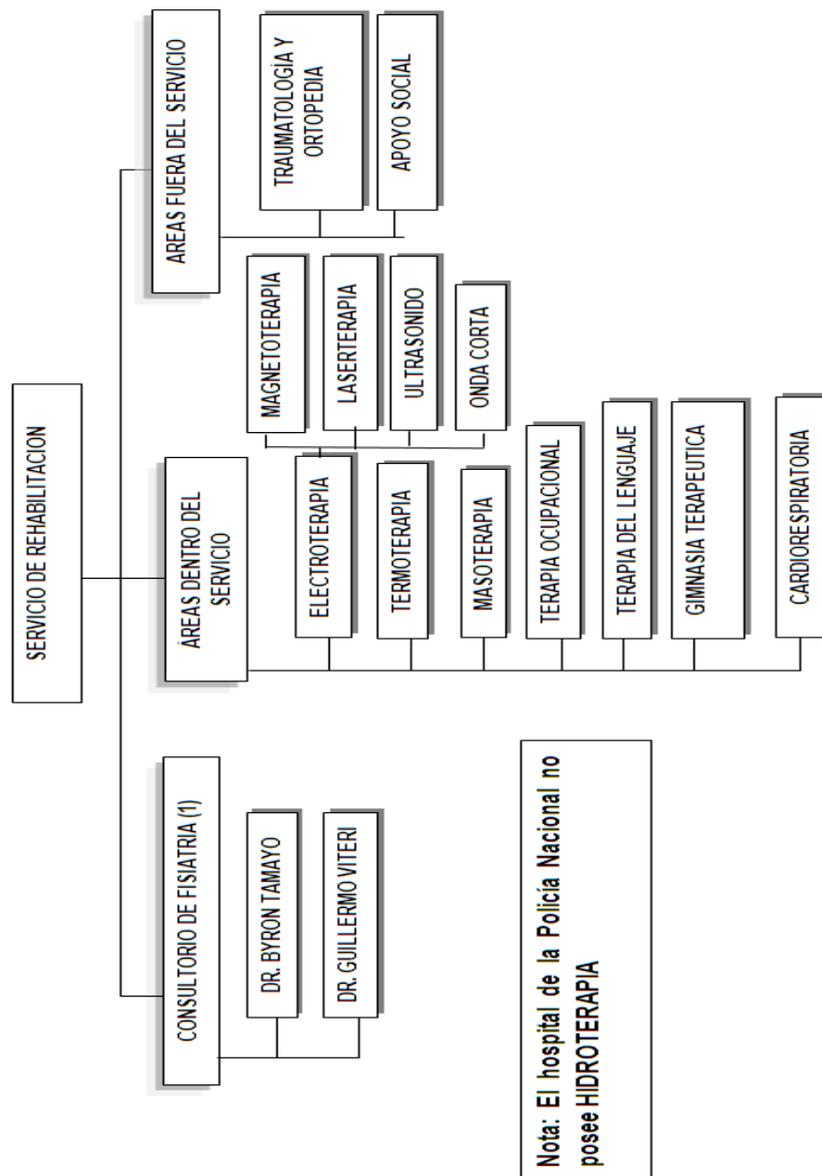 SERVICIO DE REHABILITACION
CONSULTORIO DE FISIATRIA (1)
DR. BYRON TAMAYO
DR. GUILLERMO VITERI
ÁREAS DENTRO DEL
SERVICIO
ELECTROTERAPIA
TERMOTERAPIA
MASOTERAPIA
TERAPIA OCUPACIONAL
TERAPIA DEL LENGUAJE
GIMNASIA TERAPEUTICA
CARDIORESPIRATORIA
MAGNETOTERAPIA
LASERTERAPIA
ULTRASONIDO
ONDA CORTA
AREAS FUERA DEL SERVICIO
TRAUMATOLOGÍA Y
ORTOPEDIA
APOYO SOCIAL
Nota: El hospital de la Policía Nacional no
posee HIDROTERAPIA